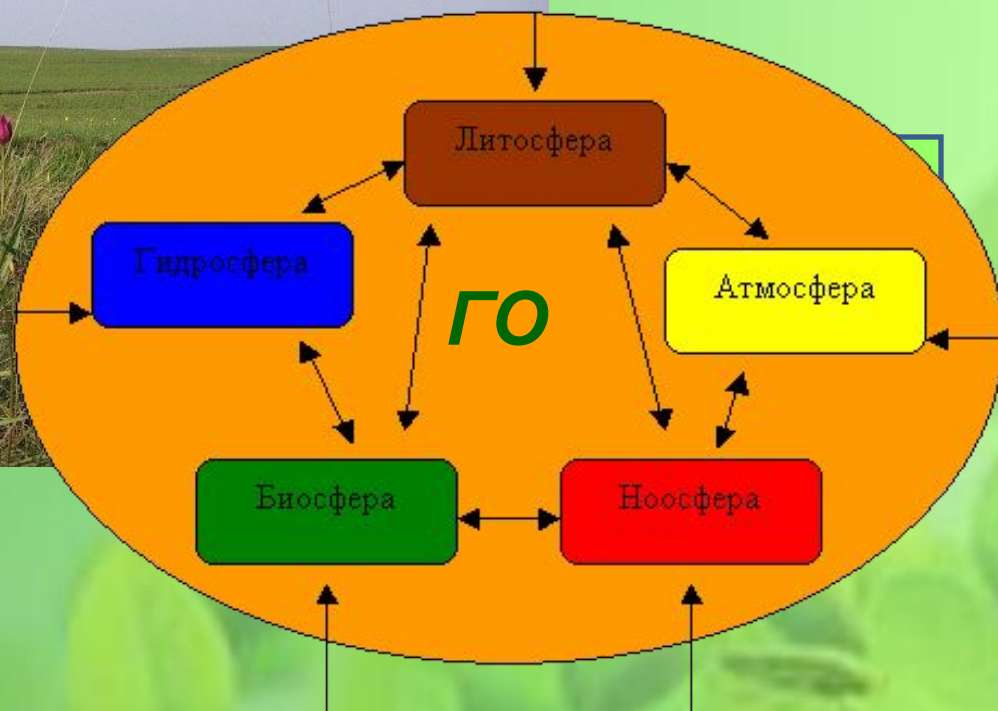 Литосфера
Гидросфера
Атмосфера
ГО
Биосфера
Ноосфера